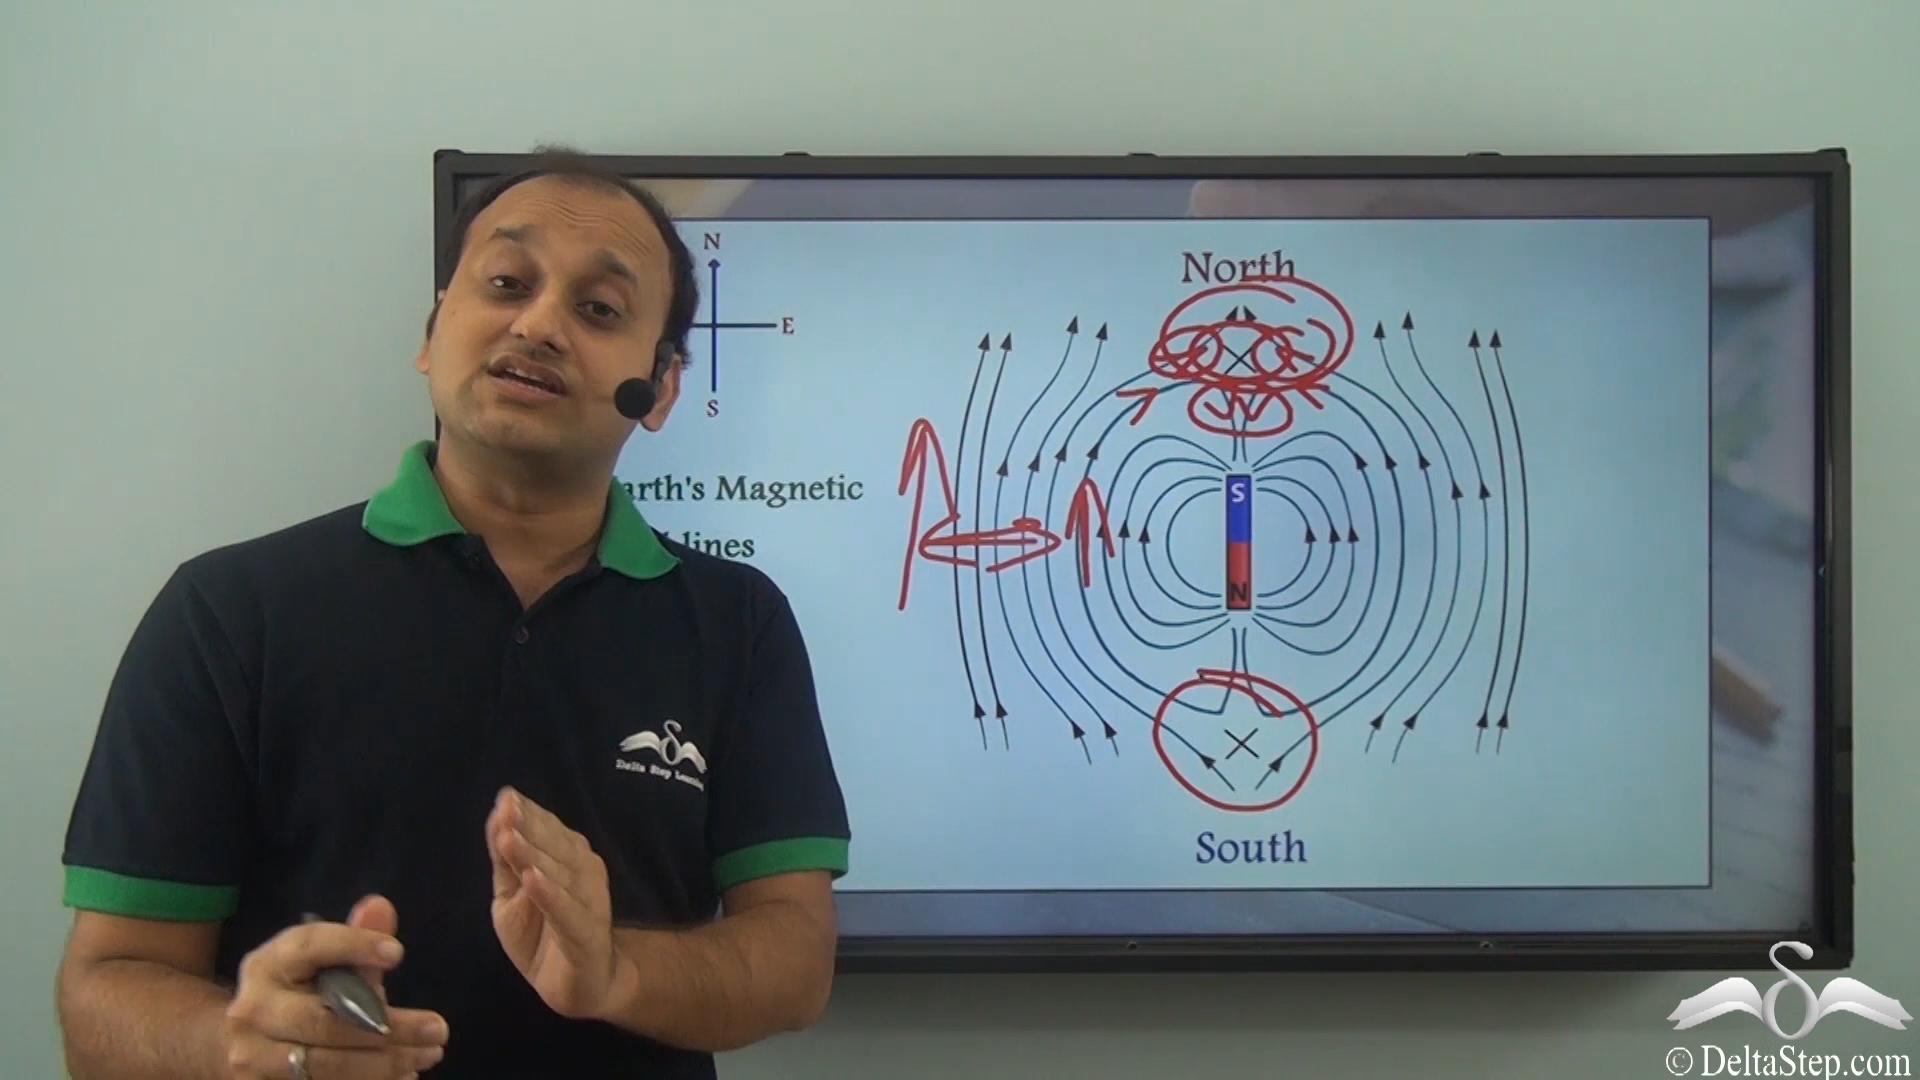 N
E
S
North
arth's Magnetic
lines
S
N
South
Delta Step Learning
© DeltaStep.com